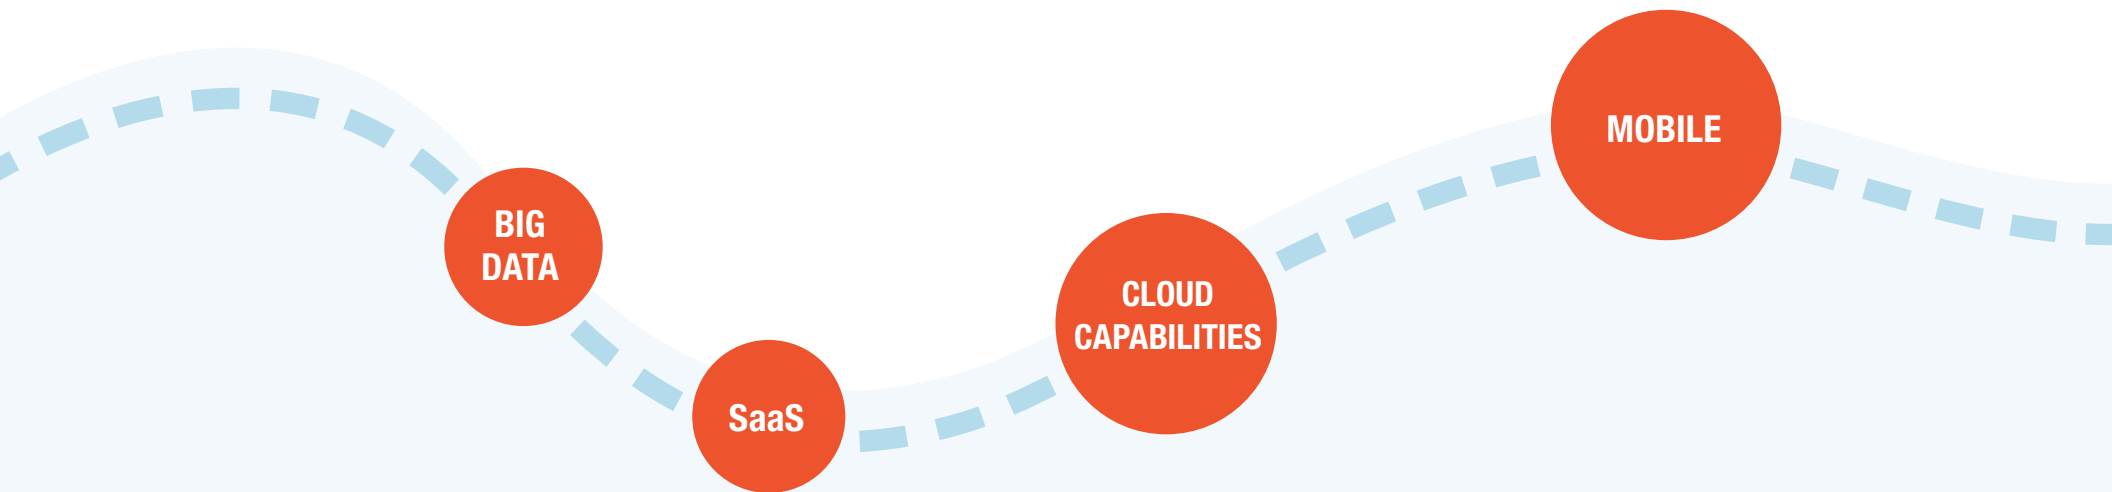 BIG
DATA
SaaS
CLOUD
CAPABILITIES
MOBILE